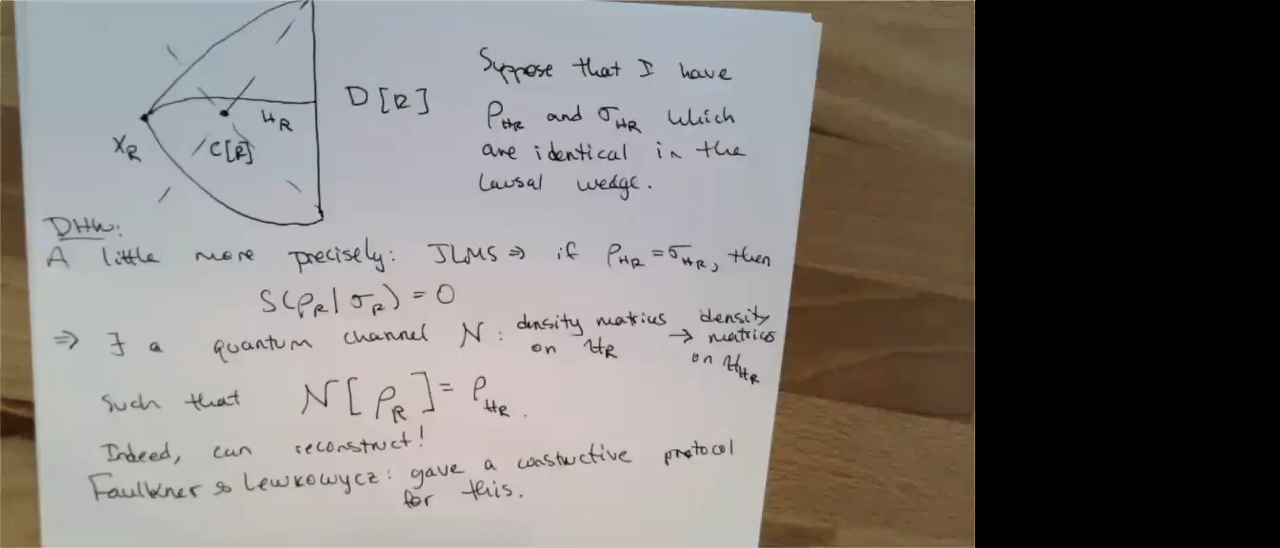 D[R]
H_R
X_R
C[R]
Suppose that I have
ρ_HR and σ_HR which
are identical in the
causal wedge.
DHW:
A little more precisely: JLMS ⇒ if ρ_HR = σ_HR, then
S(ρ_R | σ_R) = 0
⇒ ∃ a quantum channel N : density matrices on H_R → density matrices on H_HR
such that N[ρ_R] = ρ_HR.
Indeed, can reconstruct!
Faulkner & Lewkowycz: gave a constuctive protocol
for this.